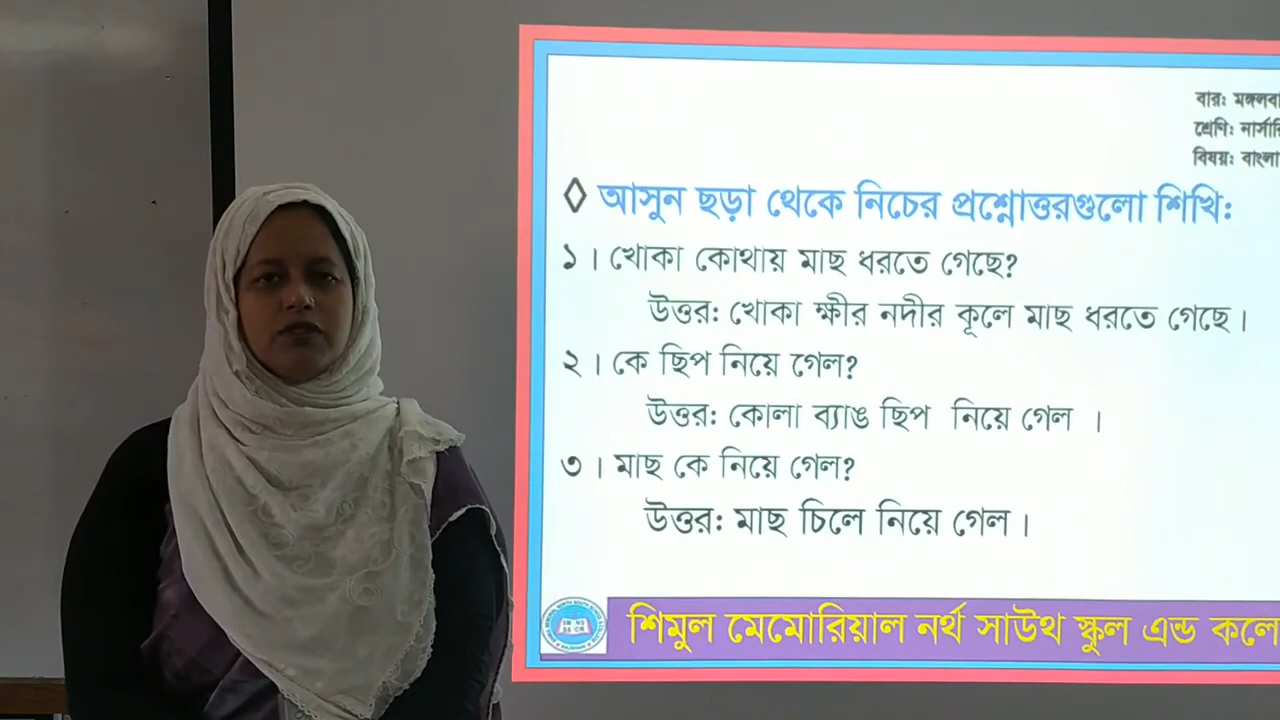 বার: মঙ্গলবা
শ্রেণি: নার্সারি
বিষয়: বাংলা
◊ আসুন ছড়া থেকে নিচের প্রশ্নোত্তরগুলো শিখি:
১। খোকা কোথায় মাছ ধরতে গেছে?
উত্তর: খোকা ক্ষীর নদীর কূলে মাছ ধরতে গেছে।
২। কে ছিপ নিয়ে গেল?
উত্তর: কোলা ব্যাঙ ছিপ নিয়ে গেল ।
৩। মাছ কে নিয়ে গেল?
উত্তর: মাছ চিলে নিয়ে গেল।
শিমুল মেমোরিয়াল নর্থ সাউথ স্কুল এন্ড কলে